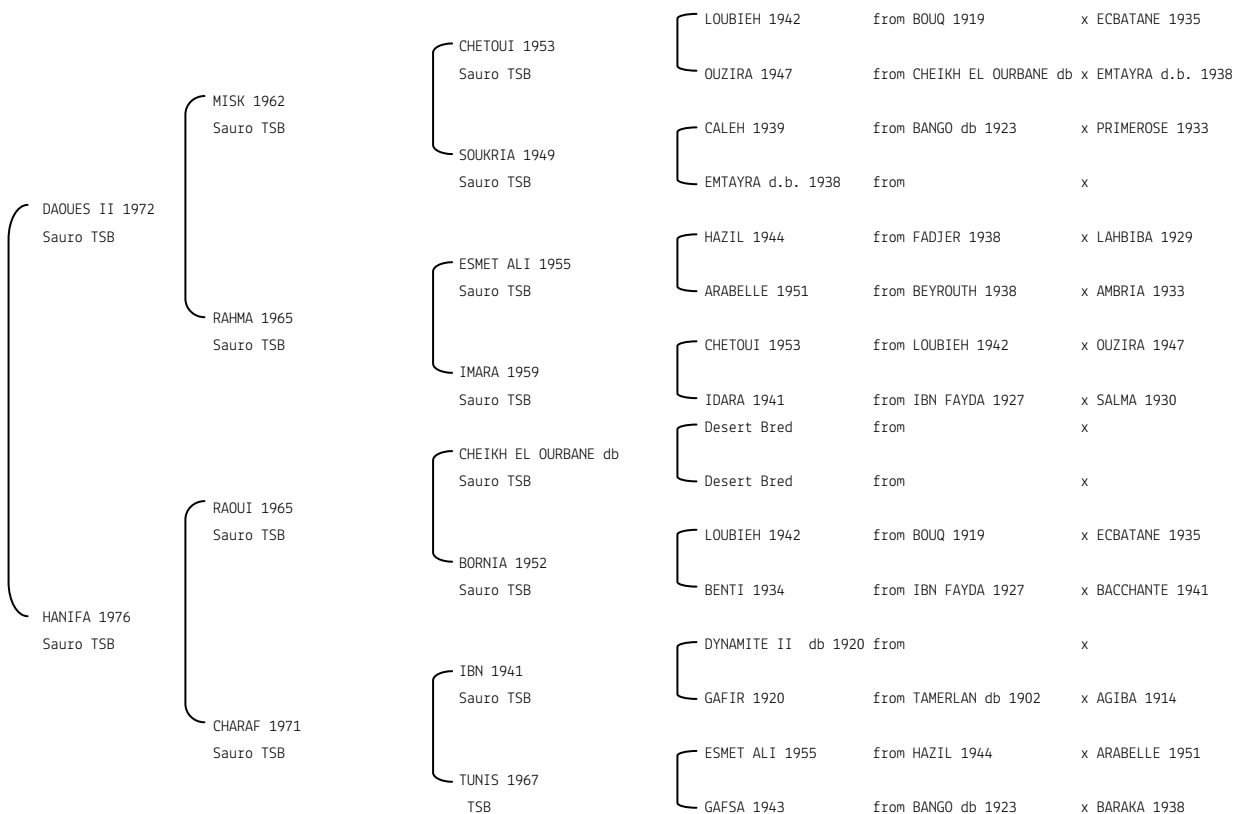 LOUBIEH 1942 from BOUQ 1919 x ECBATANE 1935
CHETOUI 1953
Sauro TSB
OUZIRA 1947 from CHEIKH EL OURBANE db x EMTAYRA d.b. 1938
MISK 1962
Sauro TSB
CALEH 1939 from BANGO db 1923 x PRIMEROSE 1933
SOUKRIA 1949
Sauro TSB
EMTAYRA d.b. 1938 from x
DAOUES II 1972
Sauro TSB
HAZIL 1944 from FADJER 1938 x LAHBIBA 1929
ESMET ALI 1955
Sauro TSB
ARABELLE 1951 from BEYROUTH 1938 x AMBRIA 1933
RAHMA 1965
Sauro TSB
CHETOUI 1953 from LOUBIEH 1942 x OUZIRA 1947
IMARA 1959
Sauro TSB
IDARA 1941 from IBN FAYDA 1927 x SALMA 1930
Desert Bred from x
CHEIKH EL OURBANE db
Sauro TSB
Desert Bred from x
RAOUI 1965
Sauro TSB
LOUBIEH 1942 from BOUQ 1919 x ECBATANE 1935
BORNIA 1952
Sauro TSB
BENTI 1934 from IBN FAYDA 1927 x BACCHANTE 1941
HANIFA 1976
Sauro TSB
DYNAMITE II db 1920 from x
IBN 1941
Sauro TSB
GAFIR 1920 from TAMERLAN db 1902 x AGIBA 1914
CHARAF 1971
Sauro TSB
ESMET ALI 1955 from HAZIL 1944 x ARABELLE 1951
TUNIS 1967
TSB
GAFSA 1943 from BANGO db 1923 x BARAKA 1938